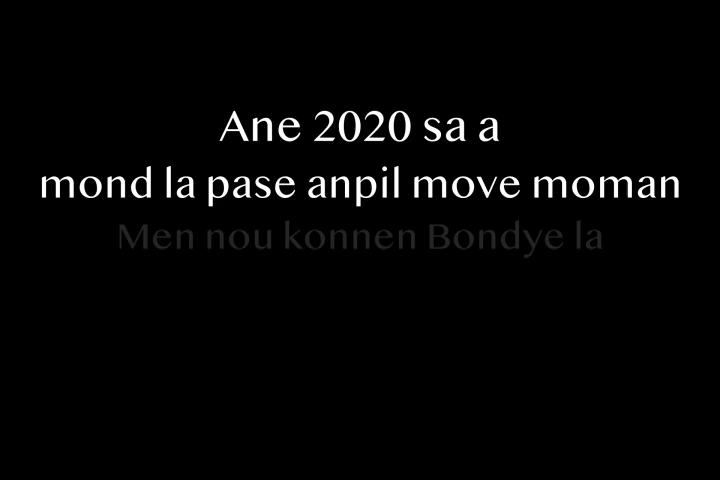 Ane 2020 sa a
mond la pase anpil move moman
Men nou konnen Bondye la